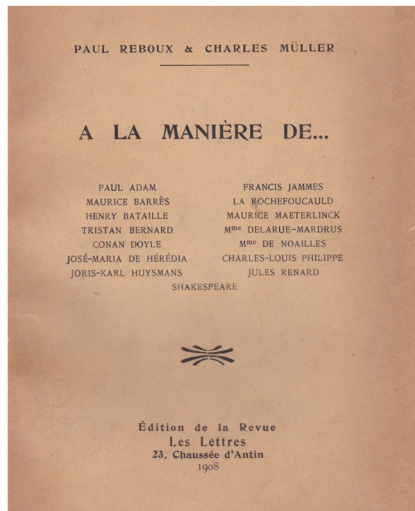 PAUL REBOUX & CHARLES MÜLLER
A LA MANIÈRE DE...
PAUL ADAM
MAURICE BARRÈS
HENRY BATAILLE
TRISTAN BERNARD
CONAN DOYLE
JOSÉ-MARIA DE HÉRÉDIA
JORIS-KARL HUYSMANS
FRANCIS JAMMES
LA ROCHEFOUCAULD
MAURICE MAETERLINCK
Mme DELARUE-MARDRUS
Mme DE NOAILLES
CHARLES-LOUIS PHILIPPE
JULES RENARD
SHAKESPEARE
Édition de la Revue
Les Lettres
23, Chaussée d'Antin
1908